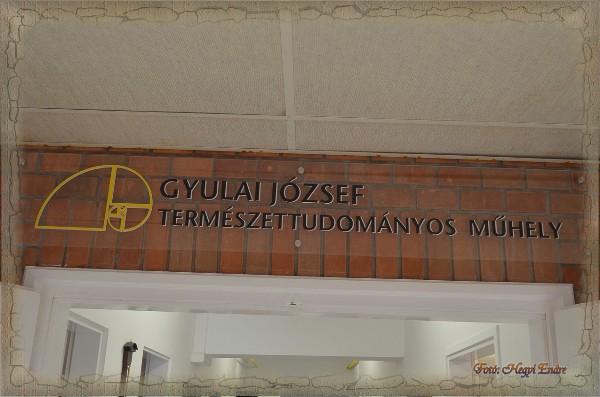 GYULAI JÓZSEF
TERMÉSZETTUDOMÁNYOS MŰHELY
Fotó: Hegyi Endre